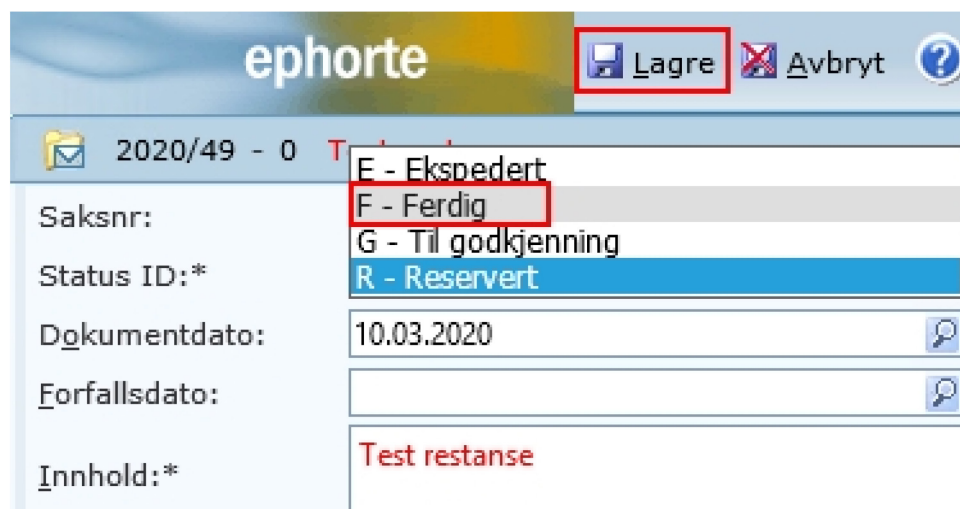 ephorte
Lagre
Avbryt
?
2020/49 - 0
E - Ekspedert
F - Ferdig
Saksnr:
G - Til godkjenning
Status ID:*
R - Reservert
Dokumentdato:
10.03.2020
Forfallsdato:
Innhold:*
Test restanse